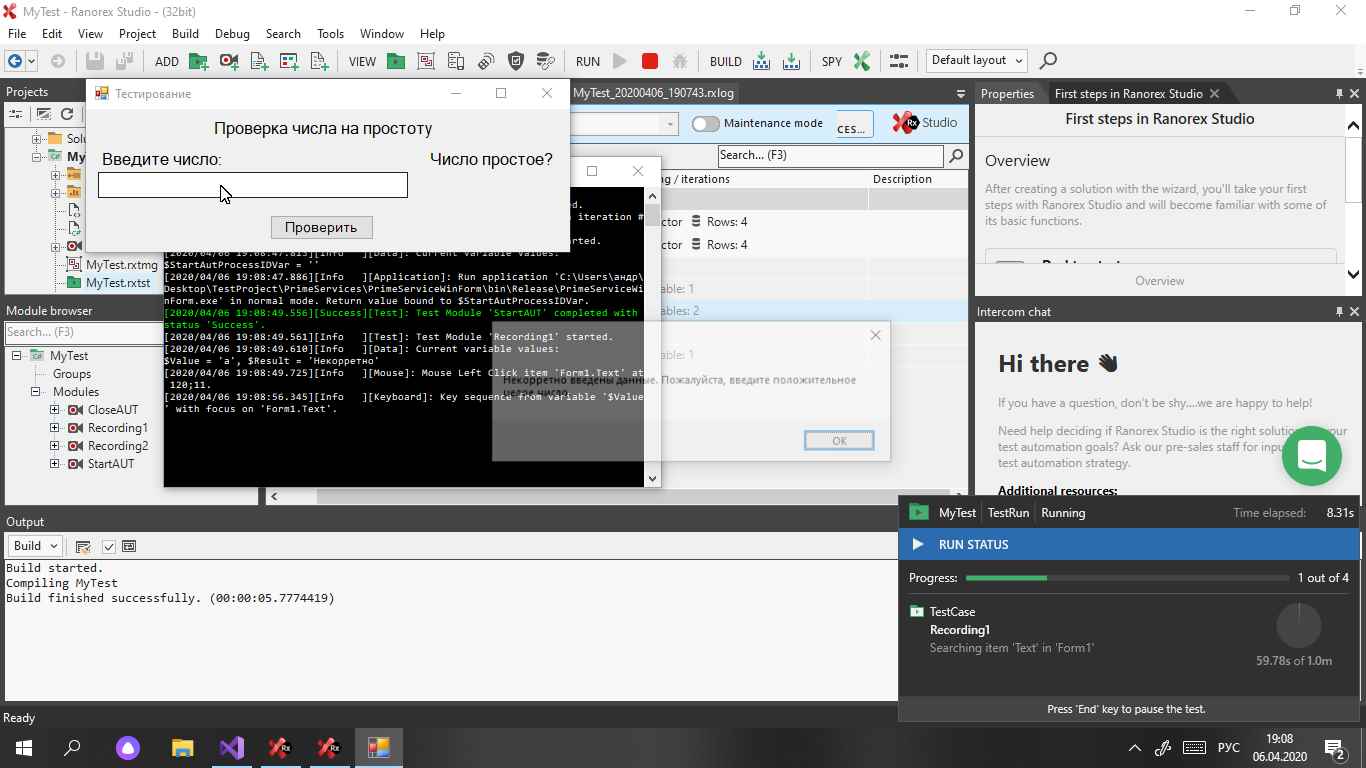 MyTest - Ranorex Studio - (32bit)
File Edit View Project Build Debug Search Tools Window Help
ADD VIEW RUN BUILD SPY Default layout
Projects
Solu
My
MyTest.rxtmg
MyTest.rxtst
Тестирование
Проверка числа на простоту
Введите число:
Число простое?
Проверить
MyTest_20200406_190743.rxlog
Maintenance mode
CES...
Rx Studio
Search... (F3)
ng / iterations Description
ctor Rows: 4
ctor Rows: 4
able: 1
ables: 2
able: 1
ed.
iteration #
arted.
[2020/04/06 19:08:47.813][Info ][Data]: Current variable values:
$StartAutProcessIDVar = ''
[2020/04/06 19:08:47.886][Info ][Application]: Run application 'C:\Users\андр\
Desktop\TestProject\PrimeServices\PrimeServiceWinForm\bin\Release\PrimeServiceWi
nForm.exe' in normal mode. Return value bound to $StartAutProcessIDVar.
[2020/04/06 19:08:49.556][Success][Test]: Test Module 'StartAUT' completed with
status 'Success'.
[2020/04/06 19:08:49.561][Info ][Test]: Test Module 'Recording1' started.
[2020/04/06 19:08:49.610][Info ][Data]: Current variable values:
$Value = 'a', $Result = 'Некорретно'
[2020/04/06 19:08:49.725][Info ][Mouse]: Mouse Left Click item 'Form1.Text' at
120;11.
[2020/04/06 19:08:56.345][Info ][Keyboard]: Key sequence from variable '$Value
' with focus on 'Form1.Text'.
Некорретно введены данные. Пожалуйста, введите положительное
целое число.
OK
Module browser
Search... (F3)
MyTest
Groups
Modules
CloseAUT
Recording1
Recording2
StartAUT
Properties First steps in Ranorex Studio
First steps in Ranorex Studio
Overview
After creating a solution with the wizard, you'll take your first
steps with Ranorex Studio and will become familiar with some of
its basic functions.
Overview
Intercom chat
Hi there
If you have a question, don't be shy....we are happy to help!
Need help deciding if Ranorex Studio is the right solution
our
test automation goals? Ask our pre-sales staff for
test automation strategy.
Additional resources:
Output
Build
Build started.
Compiling MyTest
Build finished successfully. (00:00:05.7774419)
MyTest TestRun Running Time elapsed: 8.31s
RUN STATUS
Progress: 1 out of 4
TestCase
Recording1
Searching item 'Text' in 'Form1'
59.78s of 1.0m
Press 'End' key to pause the test.
Ready
РУС
19:08
06.04.2020
2